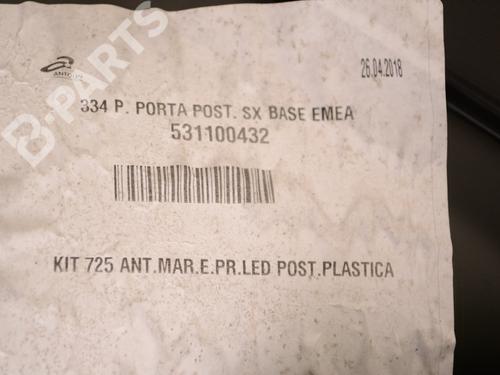 B-PARTS
26.04.2018
334 P. PORTA POST. SX BASE EMEA
531100432
KIT 725 ANT.MAR.E.PR.LED POST.PLASTICA